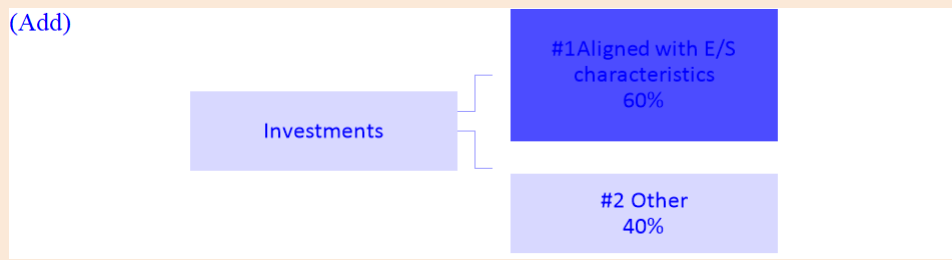 (Add)
#1Aligned with E/S
characteristics
60%
Investments
#2 Other
40%